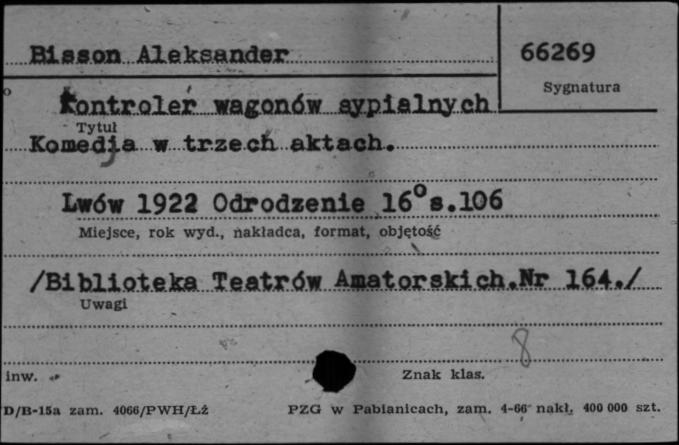 Bisson Aleksander
66269
Sygnatura
Kontroler wagonów sypialnych
Tytuł
Komedja w trzech aktach.
Lwów 1922 Odrodzenie 16° s.106
Miejsce, rok wyd., nakładca, format, objętość
/Biblioteka Teatrów Amatorskich.Nr 164./
Uwagi
8
inw.
Znak klas.
D/B-15a zam. 4066/PWH/Łż
PZG w Pabianicach, zam. 4-66 nakł. 400 000 szt.